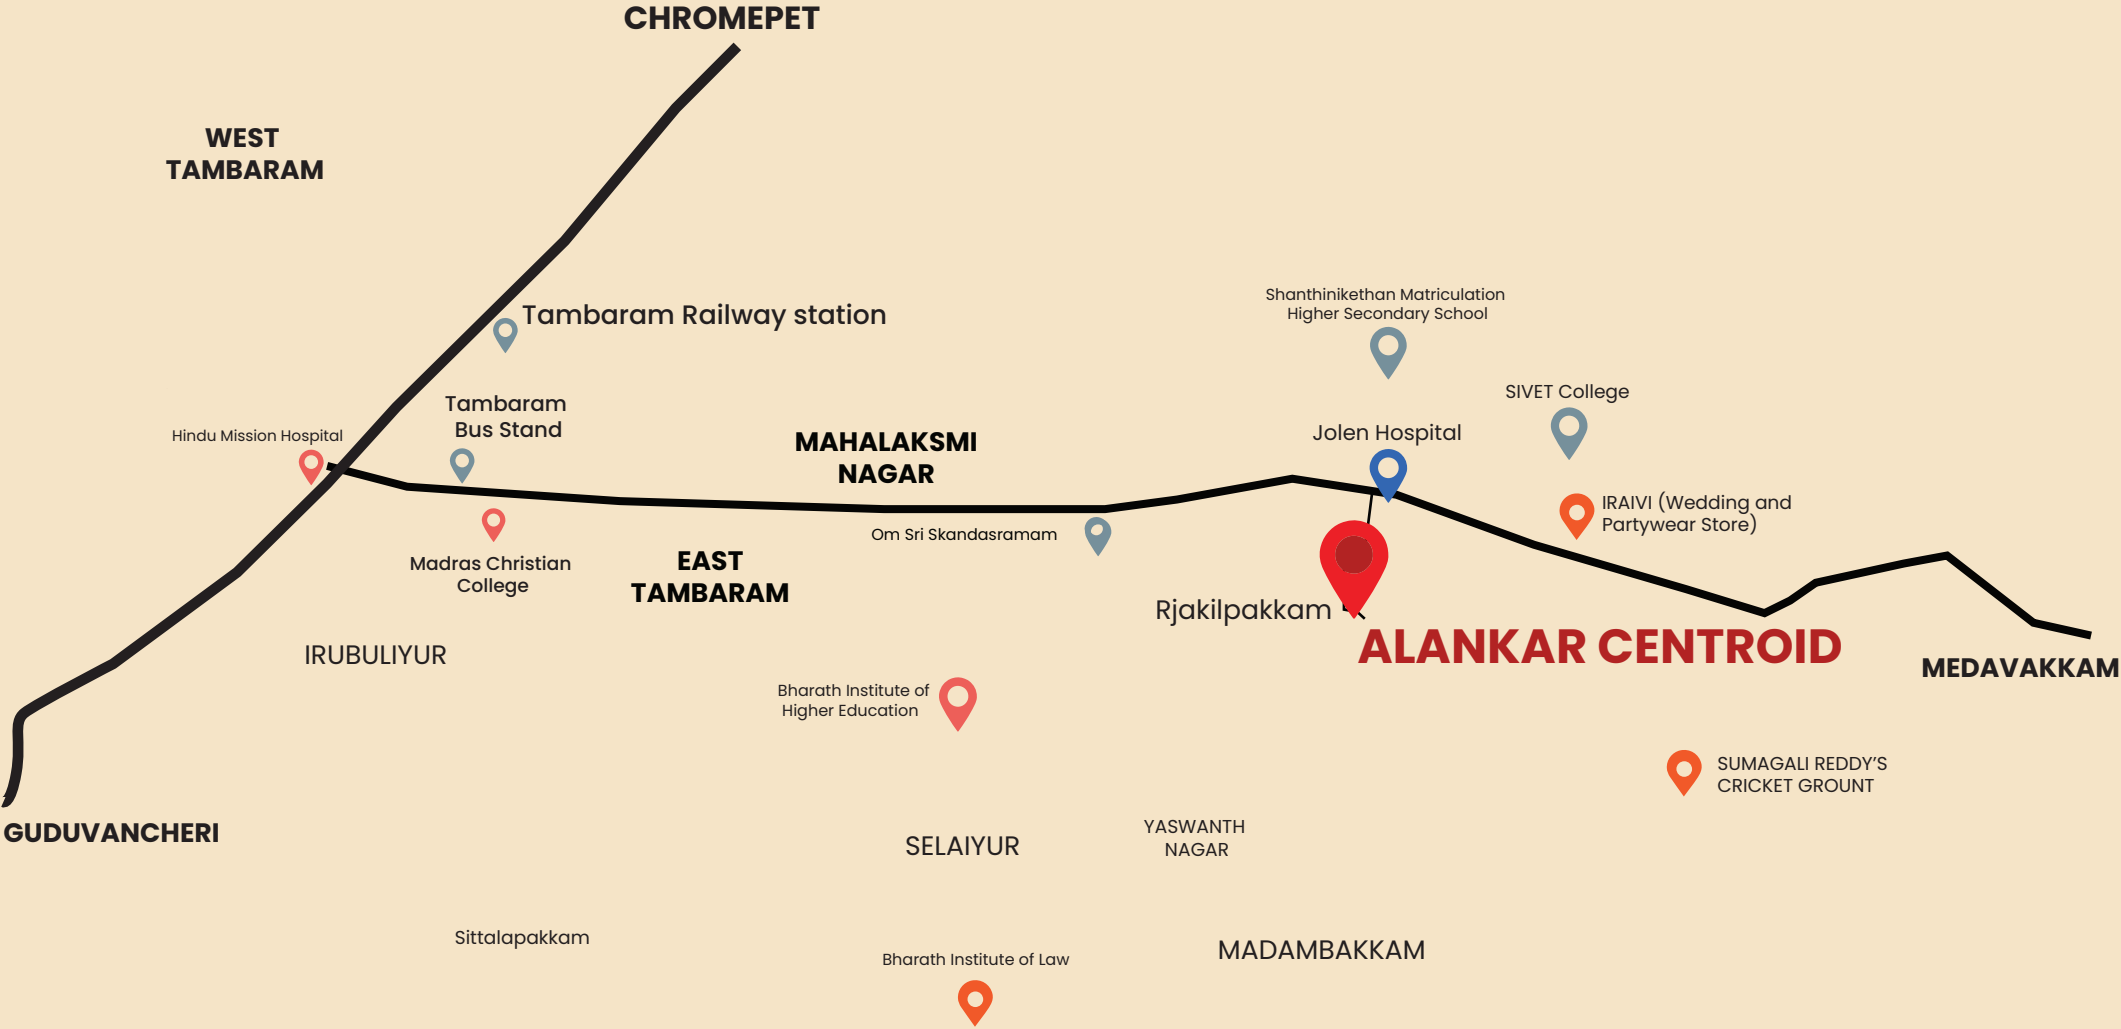 CHROMEPET
WEST
TAMBARAM
Tambaram Railway station
Shanthinikethan Matriculation
Higher Secondary School
SIVET College
Tambaram
Bus Stand
Hindu Mission Hospital
MAHALAKSMI
NAGAR
Jolen Hospital
IRAIVI (Wedding and
Partywear Store)
Om Sri Skandasramam
Madras Christian
College
EAST
TAMBARAM
Rjakilpakkam
ALANKAR CENTROID
IRUBULIYUR
MEDAVAKKAM
Bharath Institute of
Higher Education
SUMAGALI REDDY'S
CRICKET GROUNT
GUDUVANCHERI
SELAIYUR
YASWANTH
NAGAR
Sittalapakkam
MADAMBAKKAM
Bharath Institute of Law